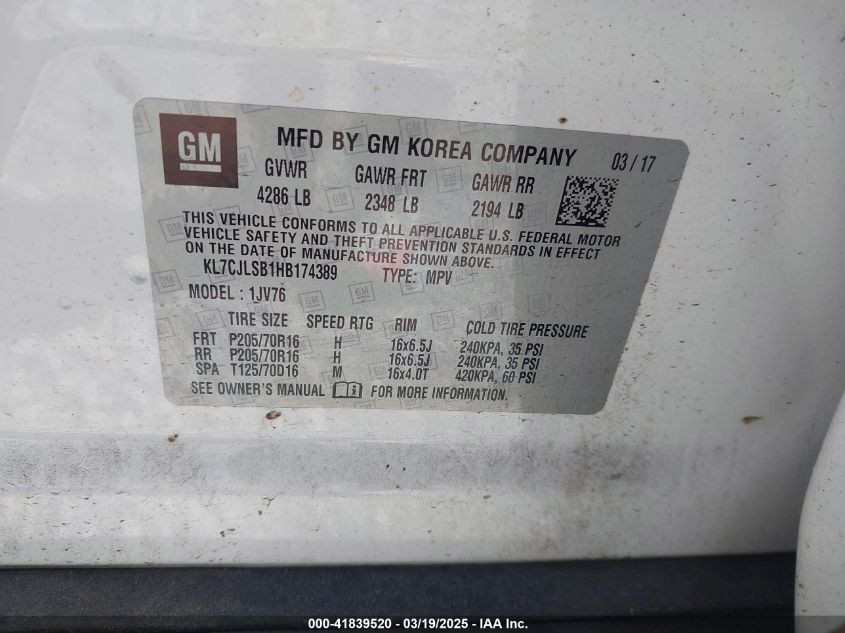 GM
MFD BY GM KOREA COMPANY 03 / 17
GVWR GAWR FRT GAWR RR
4286 LB 2348 LB 2194 LB
THIS VEHICLE CONFORMS TO ALL APPLICABLE U.S. FEDERAL MOTOR
VEHICLE SAFETY AND THEFT PREVENTION STANDARDS IN EFFECT
ON THE DATE OF MANUFACTURE SHOWN ABOVE.
KL7CJLSB1HB174389 TYPE: MPV
MODEL : 1JV76
TIRE SIZE SPEED RTG RIM COLD TIRE PRESSURE
FRT P205/70R16 H 16x6.5J 240KPA, 35 PSI
RR P205/70R16 H 16x6.5J 240KPA, 35 PSI
SPA T125/70D16 M 16x4.0T 420KPA, 60 PSI
SEE OWNER'S MANUAL FOR MORE INFORMATION.
000-41839520 - 03/19/2025 - IAA Inc.